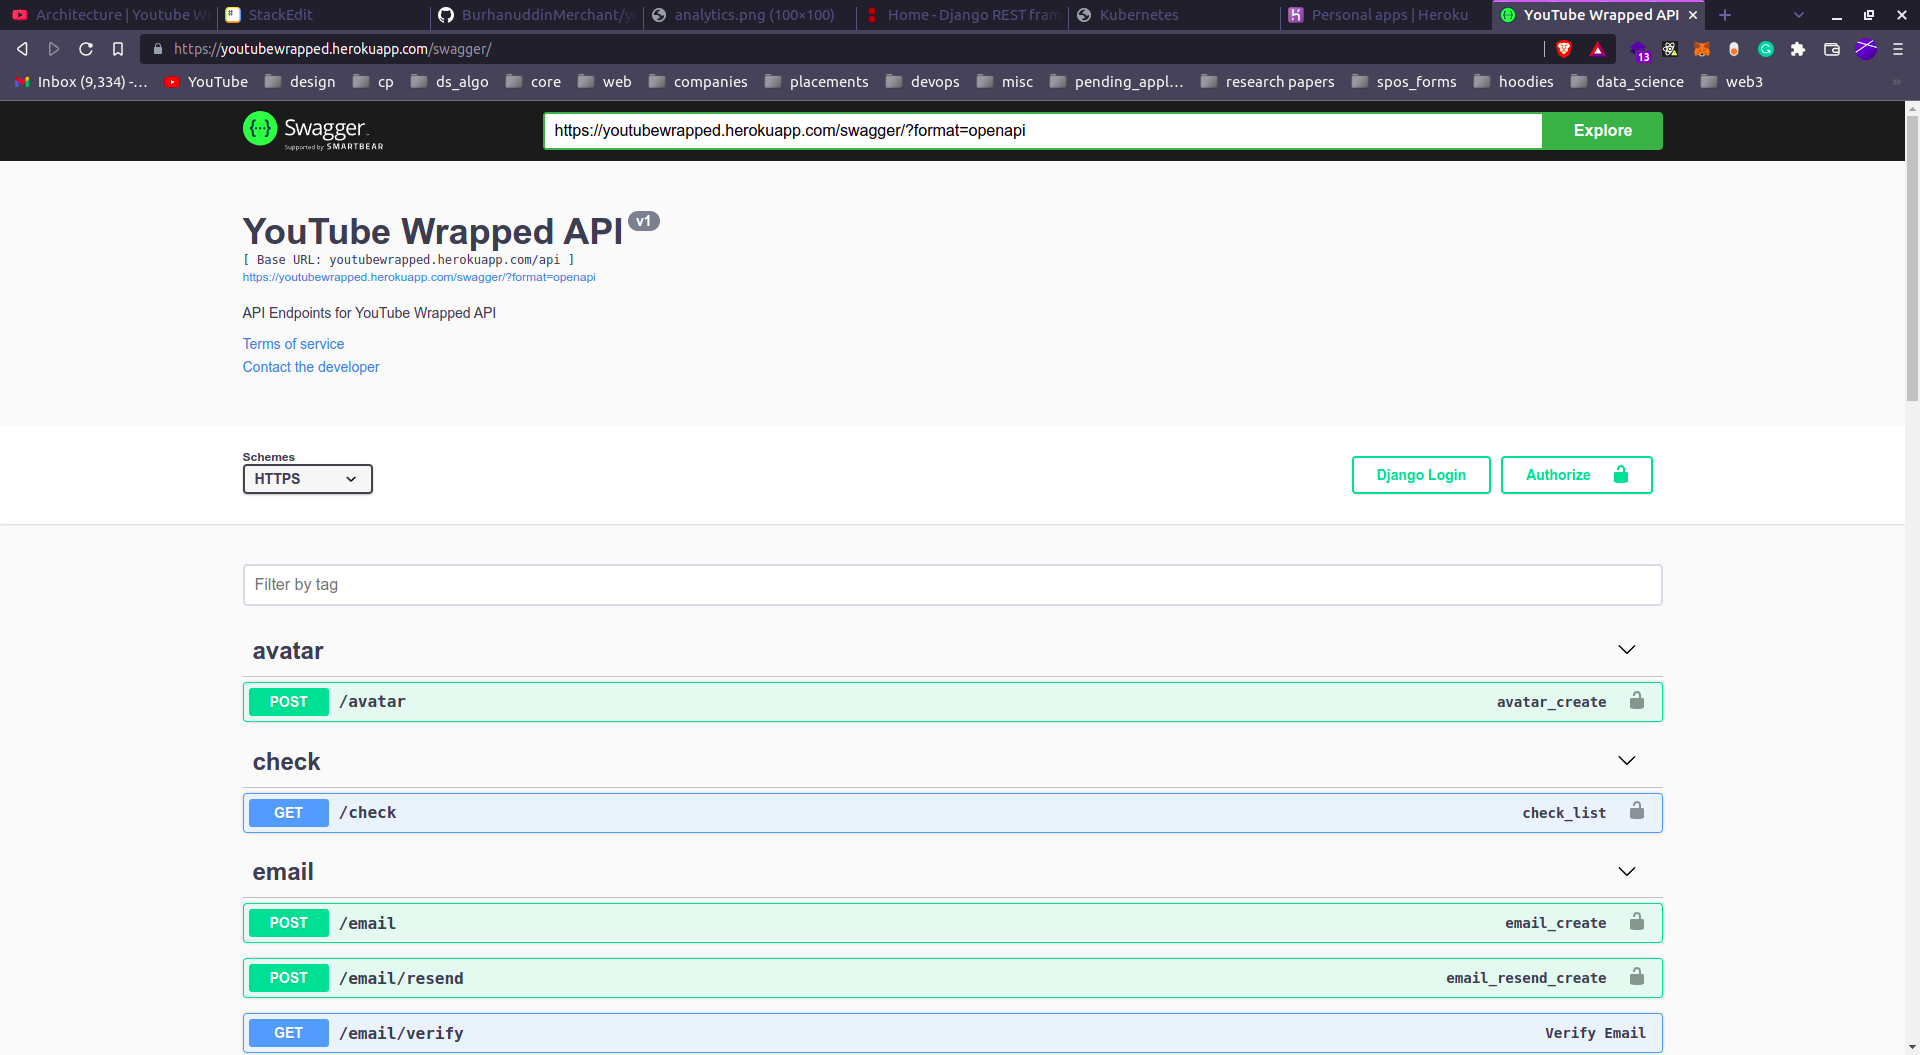 Architecture | Youtube W
StackEdit
BurhanuddinMerchant/y
analytics.png (100×100)
Home - Django REST fram
Kubernetes
Personal apps | Heroku
YouTube Wrapped API
https://youtubewrapped.herokuapp.com/swagger/
13
Inbox (9,334) -...
YouTube
design
cp
ds_algo
core
web
companies
placements
devops
misc
pending_appl...
research papers
spos_forms
hoodies
data_science
web3
»
{··} Swagger
Supported by SMARTBEAR
https://youtubewrapped.herokuapp.com/swagger/?format=openapi
Explore
YouTube Wrapped API v1
[ Base URL: youtubewrapped.herokuapp.com/api ]
https://youtubewrapped.herokuapp.com/swagger/?format=openapi
API Endpoints for YouTube Wrapped API
Terms of service
Contact the developer
Schemes
HTTPS
Django Login
Authorize
Filter by tag
avatar
POST /avatar avatar_create
check
GET /check check_list
email
POST /email email_create
POST /email/resend email_resend_create
GET /email/verify Verify Email